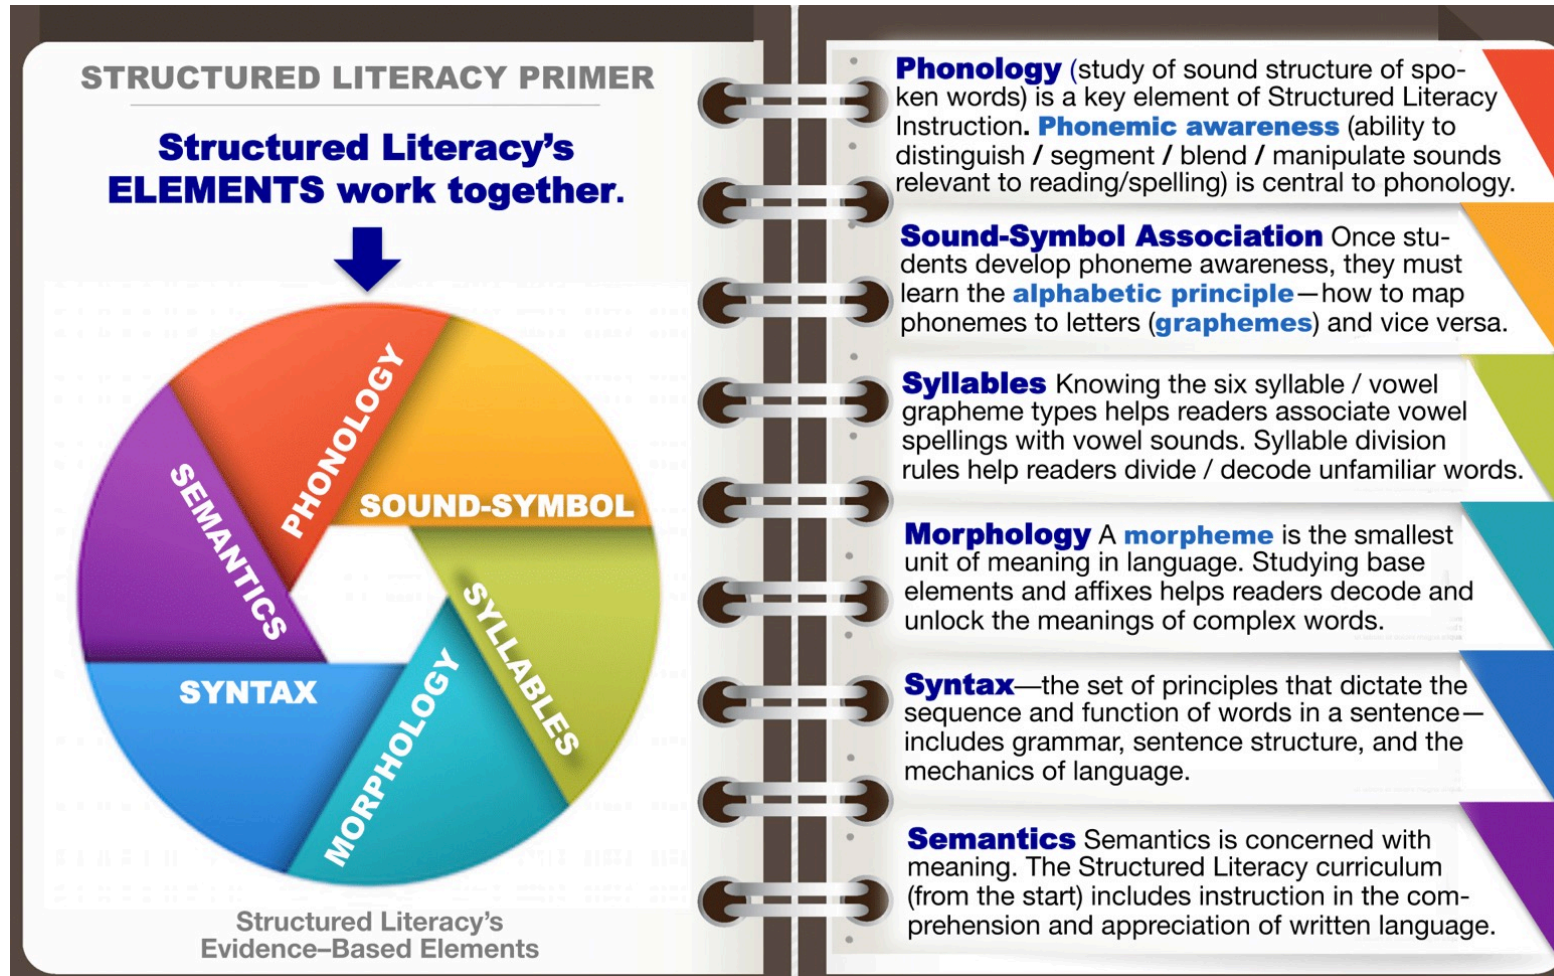 STRUCTURED LITERACY PRIMER
Structured Literacy’s
ELEMENTS work together.
PHONOLOGY
SOUND-SYMBOL
SYLLABLES
MORPHOLOGY
SYNTAX
SEMANTICS
Structured Literacy’s
Evidence–Based Elements
Phonology (study of sound structure of spo-
ken words) is a key element of Structured Literacy
Instruction. Phonemic awareness (ability to
distinguish / segment / blend / manipulate sounds
relevant to reading/spelling) is central to phonology.
Sound-Symbol Association Once stu-
dents develop phoneme awareness, they must
learn the alphabetic principle—how to map
phonemes to letters (graphemes) and vice versa.
Syllables Knowing the six syllable / vowel
grapheme types helps readers associate vowel
spellings with vowel sounds. Syllable division
rules help readers divide / decode unfamiliar words.
Morphology A morpheme is the smallest
unit of meaning in language. Studying base
elements and affixes helps readers decode and
unlock the meanings of complex words.
Syntax—the set of principles that dictate the
sequence and function of words in a sentence—
includes grammar, sentence structure, and the
mechanics of language.
Semantics Semantics is concerned with
meaning. The Structured Literacy curriculum
(from the start) includes instruction in the com-
prehension and appreciation of written language.